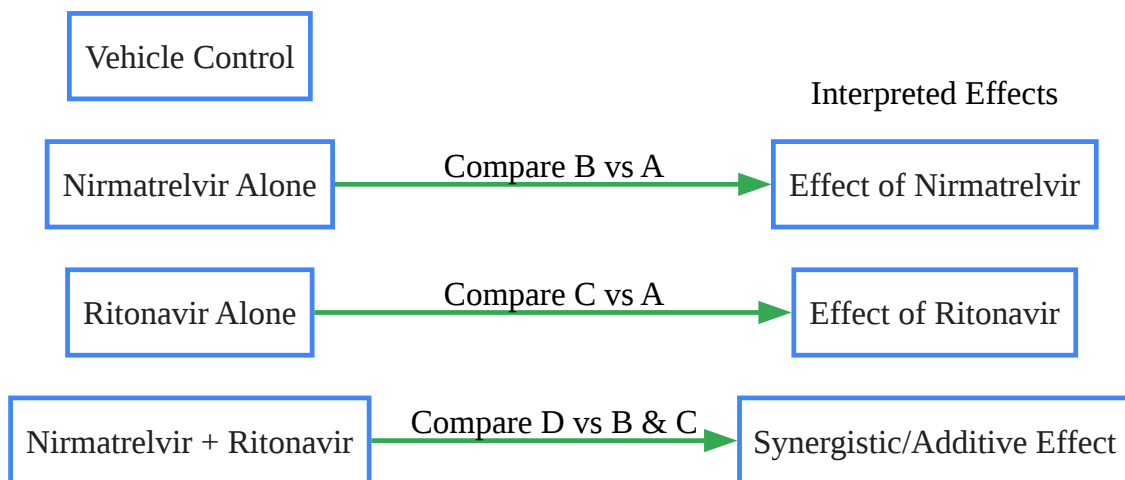 Vehicle Control
Interpreted Effects
Nirmatrelvir Alone
Compare B vs A
Effect of Nirmatrelvir
Ritonavir Alone
Compare C vs A
Effect of Ritonavir
Nirmatrelvir + Ritonavir
Compare D vs B & C
Synergistic/Additive Effect